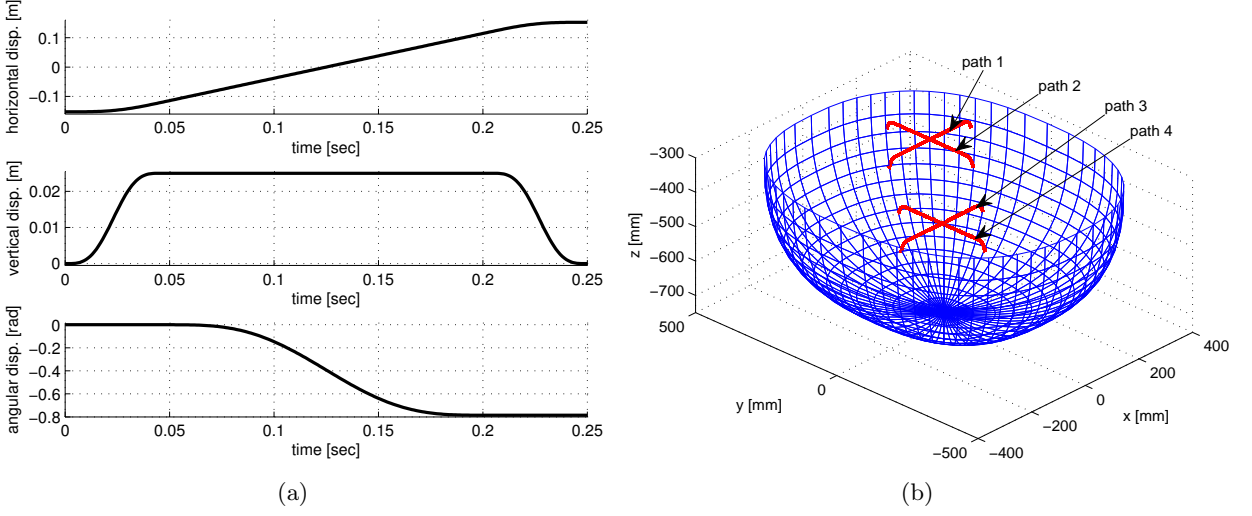 horizontal disp. [m]
0.1
0
−0.1
0 0.05 0.1 0.15 0.2 0.25
time [sec]
vertical disp. [m]
0.02
0.01
0
0 0.05 0.1 0.15 0.2 0.25
time [sec]
angular disp. [rad]
0
−0.2
−0.4
−0.6
−0.8
0 0.05 0.1 0.15 0.2 0.25
time [sec]
(a)
path 1
path 2
path 3
path 4
z [mm]
−300
−400
−500
−600
−700
500
0
−500
y [mm]
−400
−200
0
200
400
x [mm]
(b)